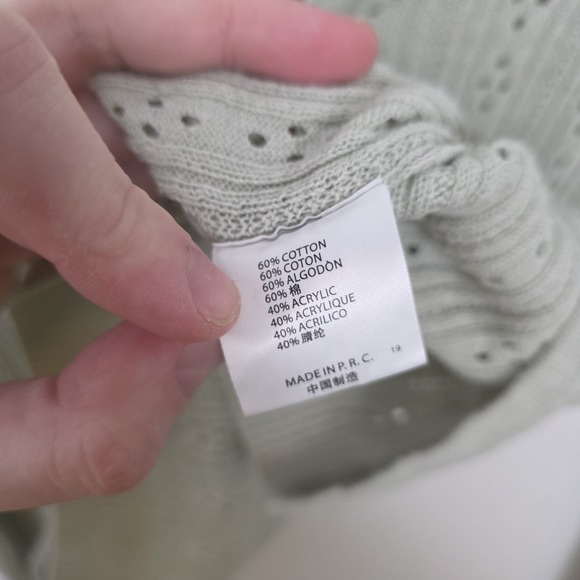 60% COTTON
60% COTON
60% ALGODÒN
60% 棉
40% ACRYLIC
40% ACRYLIQUE
40% ACRILICO
40% 腈纶
MADE IN P. R. C. 19
中国制造